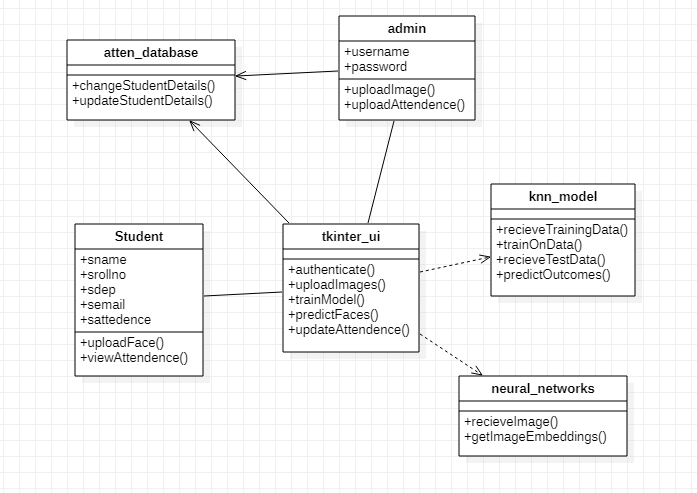 admin
+username
+password
+uploadImage()
+uploadAttendence()
atten_database
+changeStudentDetails()
+updateStudentDetails()
knn_model
+recieveTrainingData()
+trainOnData()
+recieveTestData()
+predictOutcomes()
Student
+sname
+srollno
+sdep
+semail
+sattedence
+uploadFace()
+viewAttendence()
tkinter_ui
+authenticate()
+uploadImages()
+trainModel()
+predictFaces()
+updateAttendence()
neural_networks
+recieveImage()
+getImageEmbeddings()